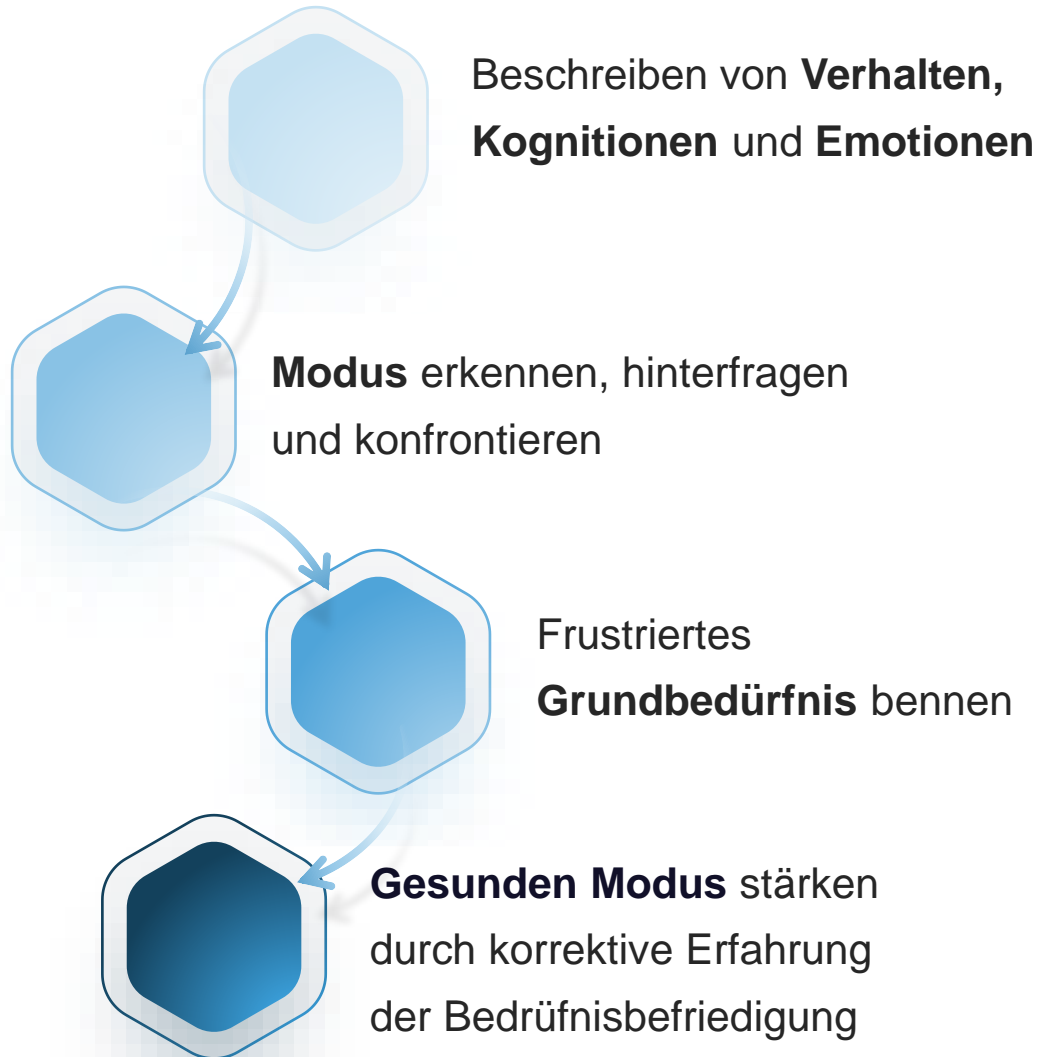 Beschreiben von Verhalten,
Kognitionen und Emotionen
Modus erkennen, hinterfragen
und konfrontieren
Frustriertes
Grundbedürfnis bennen
Gesunden Modus stärken
durch korrektive Erfahrung
der Bedrüfnisbefriedigung